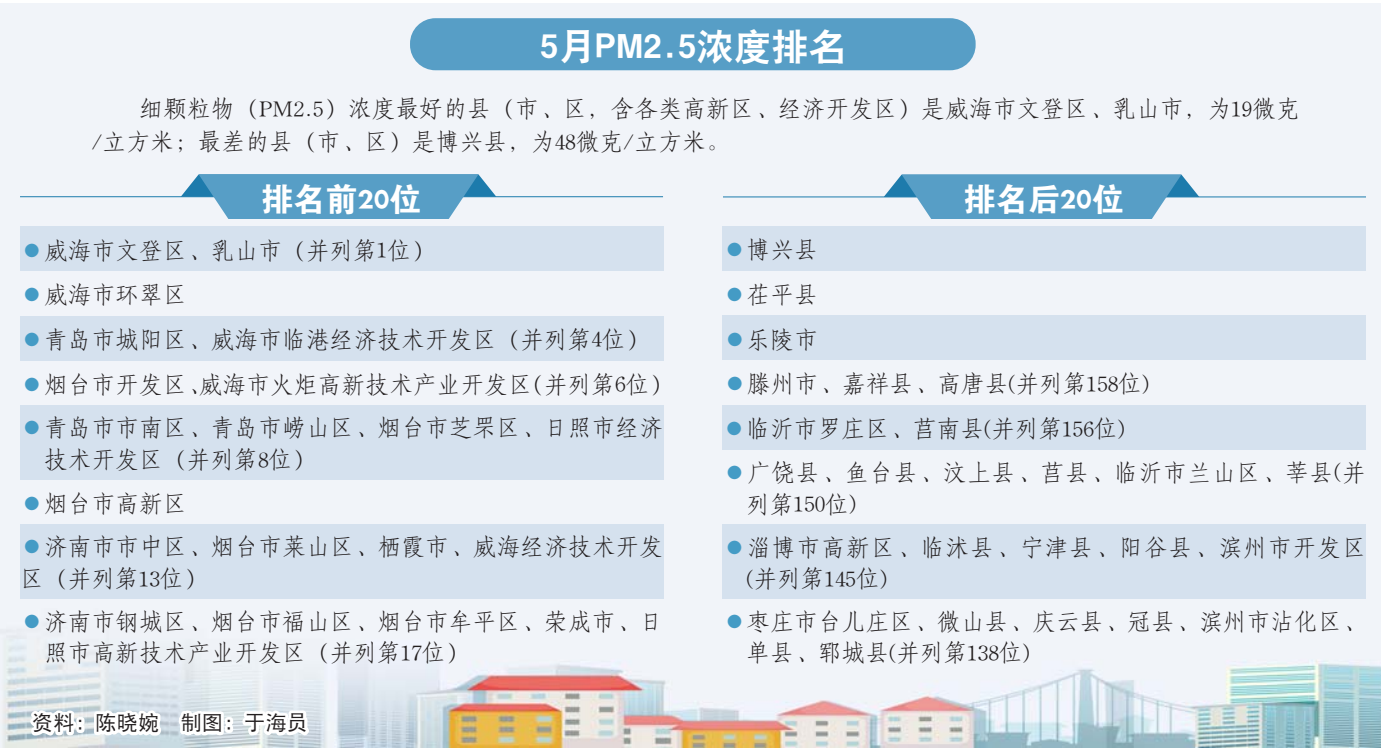 5月PM2.5浓度排名
细颗粒物（PM2.5）浓度最好的县（市、区，含各类高新区、经济开发区）是威海市文登区、乳山市，为19微克
/立方米；最差的县（市、区）是博兴县，为48微克/立方米。
排名前20位
●威海市文登区、乳山市（并列第1位）
●威海市环翠区
●青岛市城阳区、威海市临港经济技术开发区（并列第4位）
●烟台市开发区、威海市火炬高新技术产业开发区(并列第6位)
●青岛市市南区、青岛市崂山区、烟台市芝罘区、日照市经济
技术开发区（并列第8位）
●烟台市高新区
●济南市市中区、烟台市莱山区、栖霞市、威海经济技术开发
区（并列第13位）
●济南市钢城区、烟台市福山区、烟台市牟平区、荣成市、日
照市高新技术产业开发区（并列第17位）
排名后20位
●博兴县
●茌平县
●乐陵市
●滕州市、嘉祥县、高唐县(并列第158位)
●临沂市罗庄区、莒南县(并列第156位)
●广饶县、鱼台县、汶上县、莒县、临沂市兰山区、莘县(并
列第150位)
●淄博市高新区、临沭县、宁津县、阳谷县、滨州市开发区
(并列第145位)
●枣庄市台儿庄区、微山县、庆云县、冠县、滨州市沾化区、
单县、郓城县(并列第138位)
资料：陈晓婉　制图：于海员